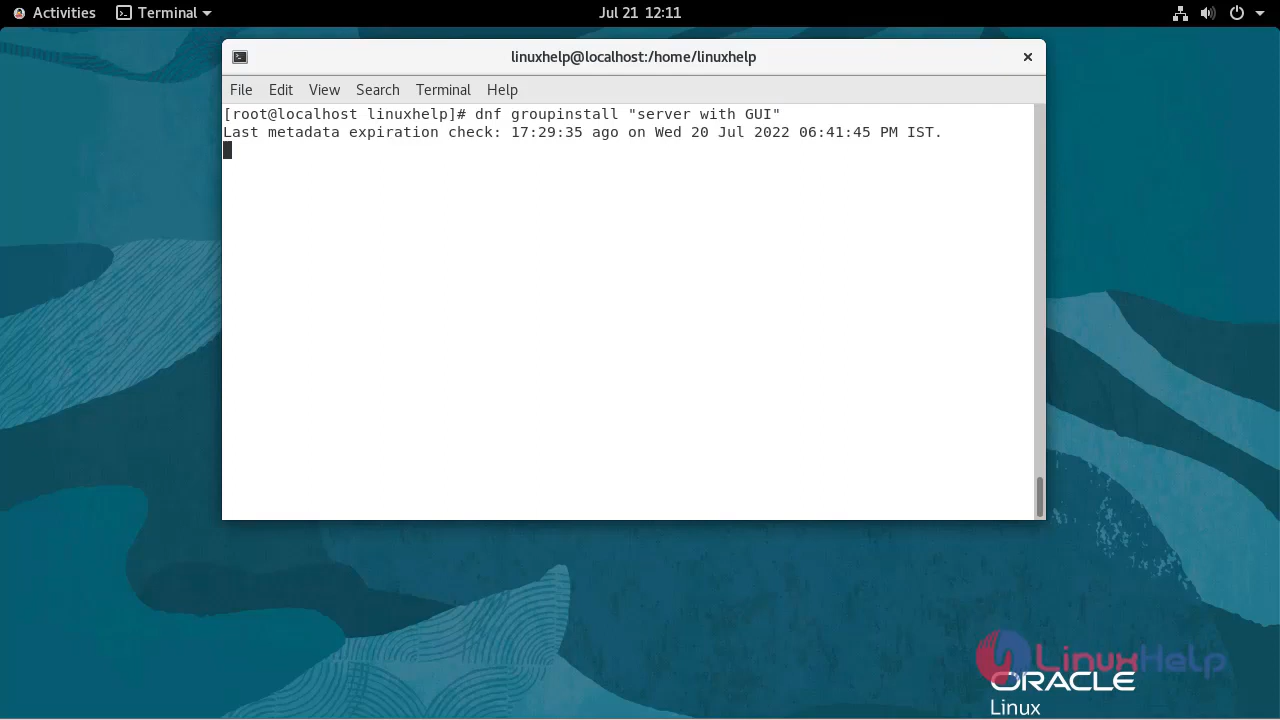 Activities
Terminal
Jul 21 12:11
linuxhelp@localhost:/home/linuxhelp
File Edit View Search Terminal Help
[root@localhost linuxhelp]# dnf groupinstall "server with GUI"
Last metadata expiration check: 17:29:35 ago on Wed 20 Jul 2022 06:41:45 PM IST.
LinuxHelp
ORACLE
Linux